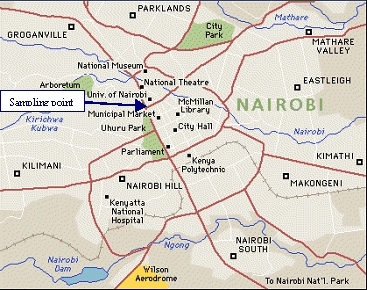 PARKLANDS
GROGANVILLE
City
Park
Mathare
MATHARE
VALLEY
National Museum
Arboretum
National Theatre
Univ. of Nairobi
EASTLEIGH
Sampling point
McMillan
Library
NAIROBI
Kirichwa
Kubwa
Municipal Market
Uhuru Park
City Hall
Nairobi
Parliament
Kenya
Polytechnic
KIMATHI
KILIMANI
NAIROBI HILL
MAKONGENI
Kenyatta
National
Hospital
Nairobi
Dam
Ngong
NAIROBI
SOUTH
Wilson
Aerodrome
To Nairobi Nat'l. Park